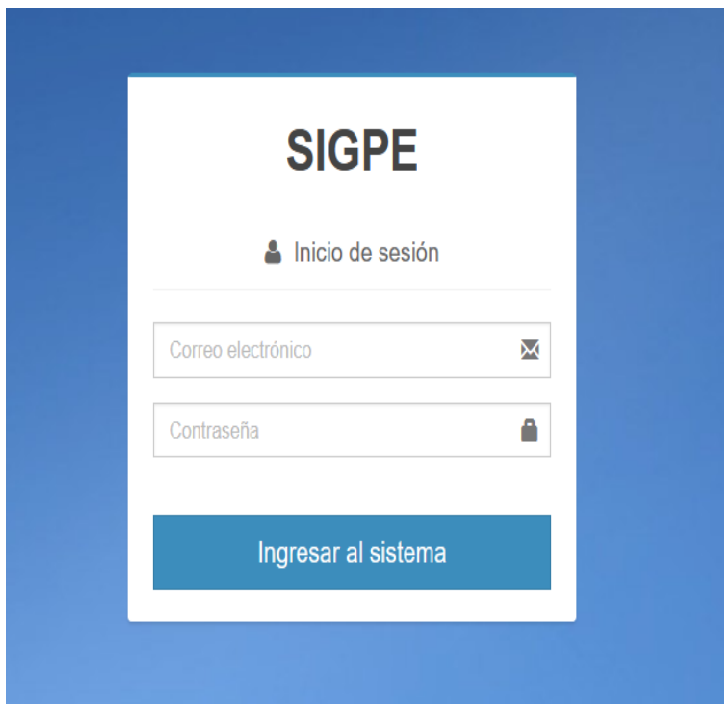 SIGPE
Inicio de sesión
Correo electrónico
Contraseña
Ingresar al sistema